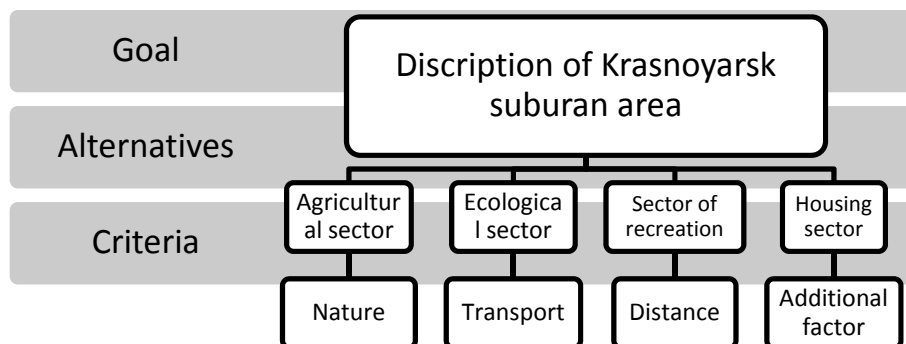 Goal
Discription of Krasnoyarsk
suburan area
Alternatives
Agricultur
al sector
Ecologica
l sector
Sector of
recreation
Housing
sector
Criteria
Nature
Transport
Distance
Additional
factor